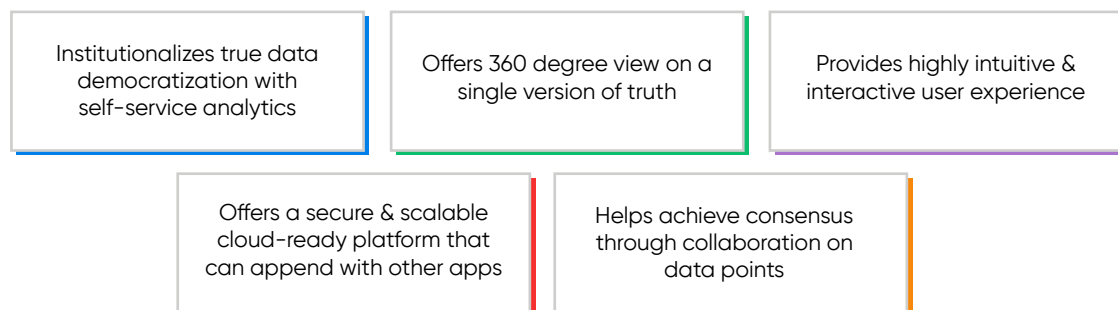 Institutionalizes true data
democratization with
self-service analytics
Offers 360 degree view on a
single version of truth
Provides highly intuitive &
interactive user experience
Offers a secure & scalable
cloud-ready platform that
can append with other apps
Helps achieve consensus
through collaboration on
data points